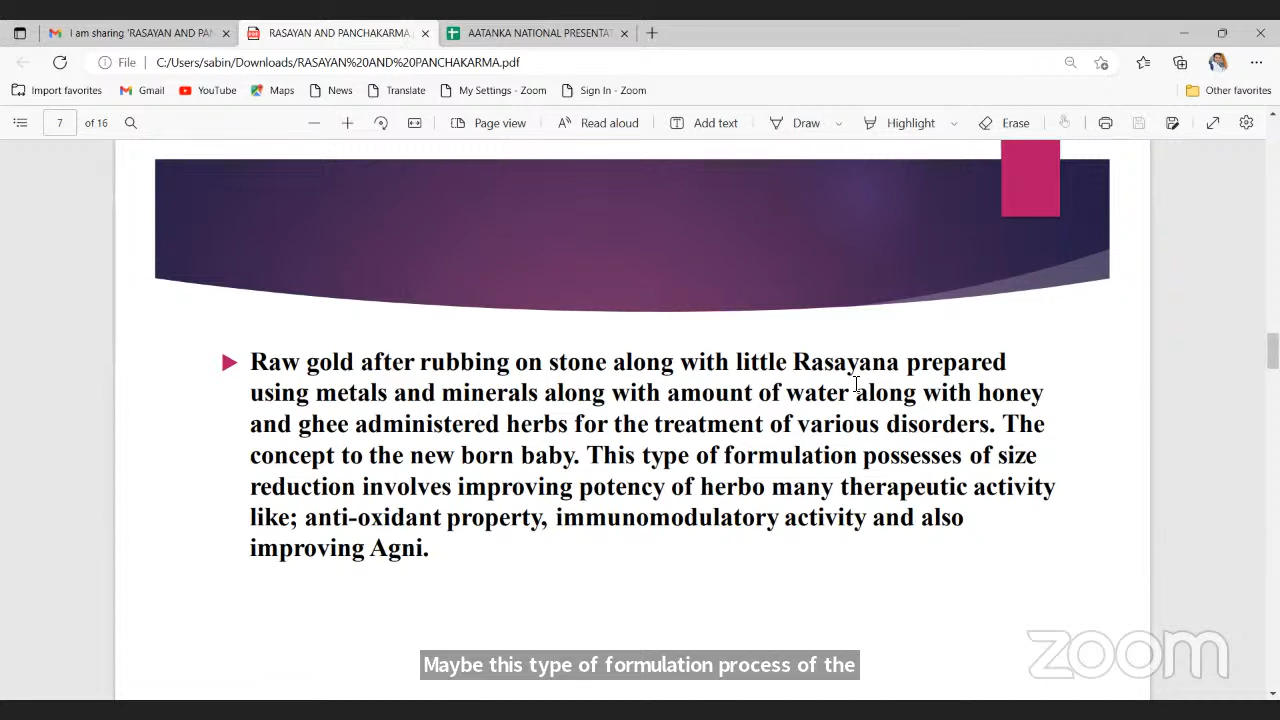 I am sharing 'RASAYAN AND PAN
RASAYAN AND PANCHAKARMA
AATANKA NATIONAL PRESENTAT
File
C:/Users/sabin/Downloads/RASAYAN%20AND%20PANCHAKARMA.pdf
Import favorites
Gmail
YouTube
Maps
News
Translate
My Settings - Zoom
Sign In - Zoom
Other favorites
7 of 16
Page view
Read aloud
Add text
Draw
Highlight
Erase
Raw gold after rubbing on stone along with little Rasayana prepared
using metals and minerals along with amount of water along with honey
and ghee administered herbs for the treatment of various disorders. The
concept to the new born baby. This type of formulation possesses of size
reduction involves improving potency of herbo many therapeutic activity
like; anti-oxidant property, immunomodulatory activity and also
improving Agni.
Maybe this type of formulation process of the
zoom